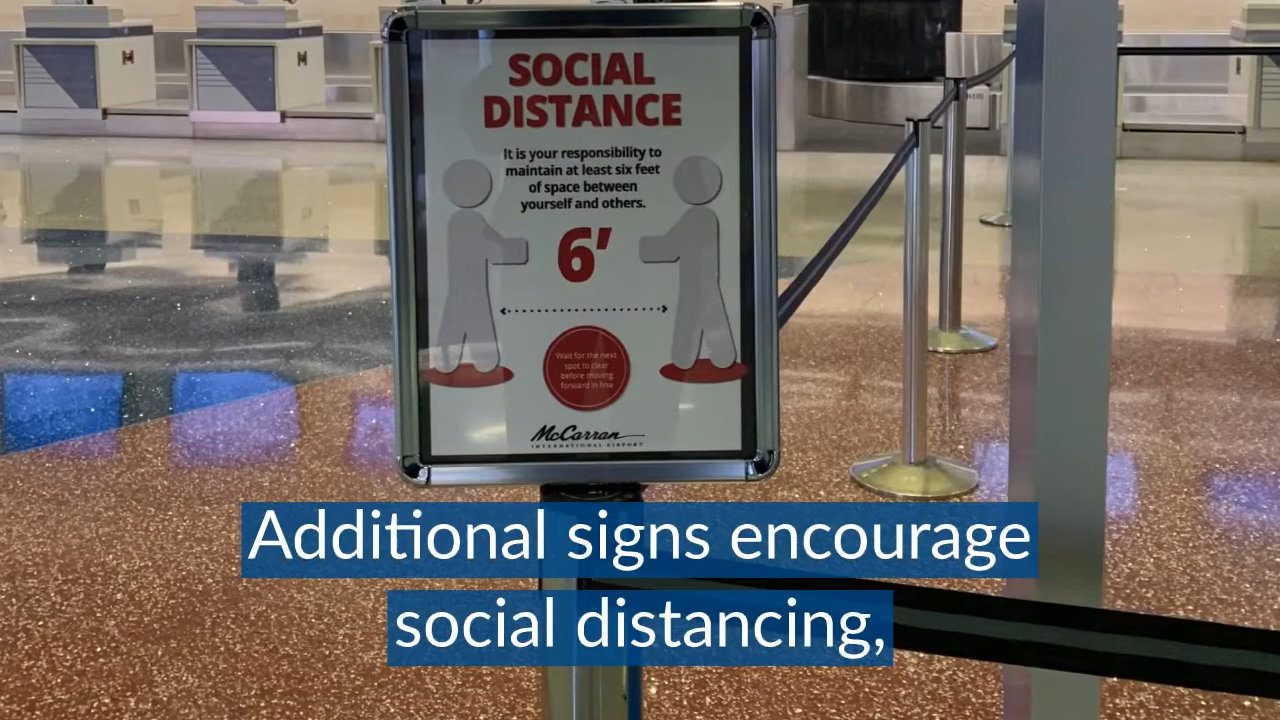 SOCIAL
DISTANCE
It is your responsibility to
maintain at least six feet
of space between
yourself and others.
6'
Wait for the next
spot to clear
before moving
forward in line
McCarran
INTERNATIONAL AIRPORT
Additional signs encourage
social distancing,